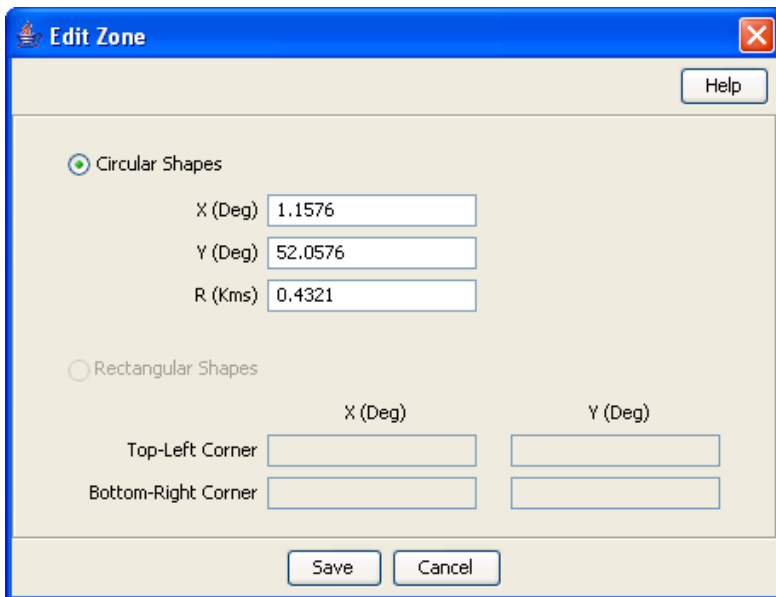 Edit Zone
Help
Circular Shapes
X (Deg) 1.1576
Y (Deg) 52.0576
R (Kms) 0.4321
Rectangular Shapes
X (Deg) Y (Deg)
Top-Left Corner
Bottom-Right Corner
Save Cancel